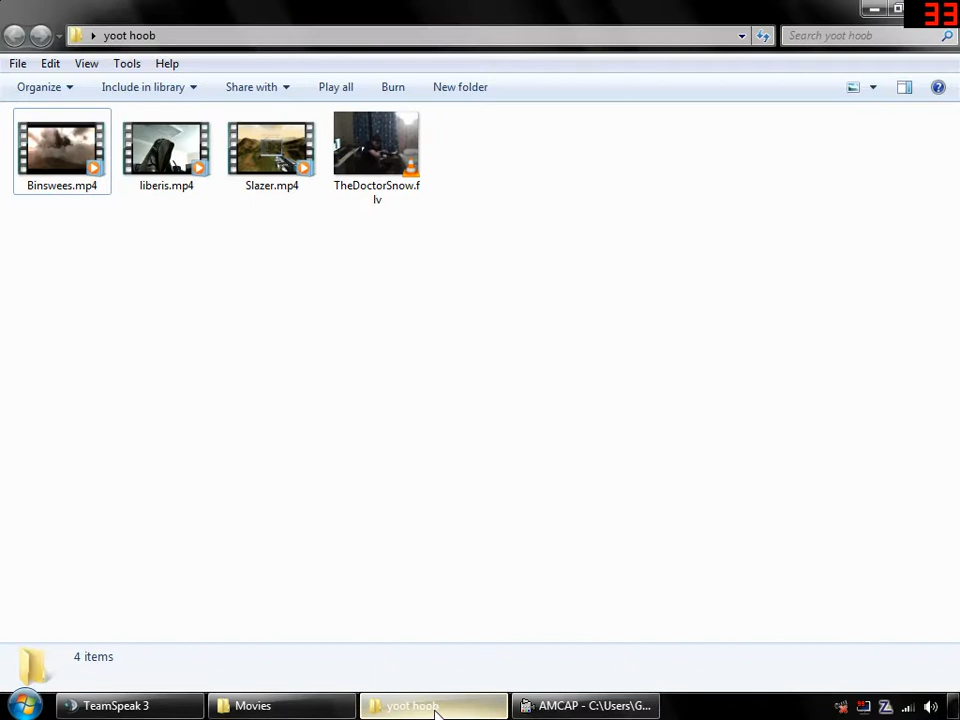 33
yoot hoob
Search yoot hoob
File Edit View Tools Help
Organize Include in library Share with Play all Burn New folder
Binswees.mp4 liberis.mp4 Slazer.mp4 TheDoctorSnow.f
lv
4 items
TeamSpeak 3 Movies yoot hoob AMCAP - C:\Users\G...